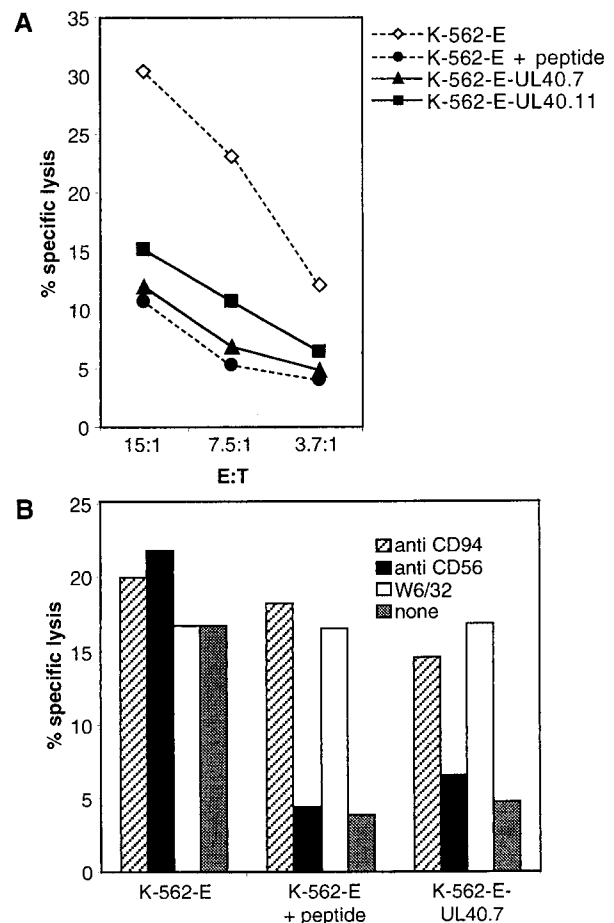 A
K-562-E
K-562-E + peptide
K-562-E-UL40.7
K-562-E-UL40.11
% specific lysis
35
30
25
20
15
10
5
0
15:1
7.5:1
3.7:1
E:T
B
anti CD94
anti CD56
W6/32
none
% specific lysis
25
20
15
10
5
0
K-562-E
K-562-E
+ peptide
K-562-E-
UL40.7